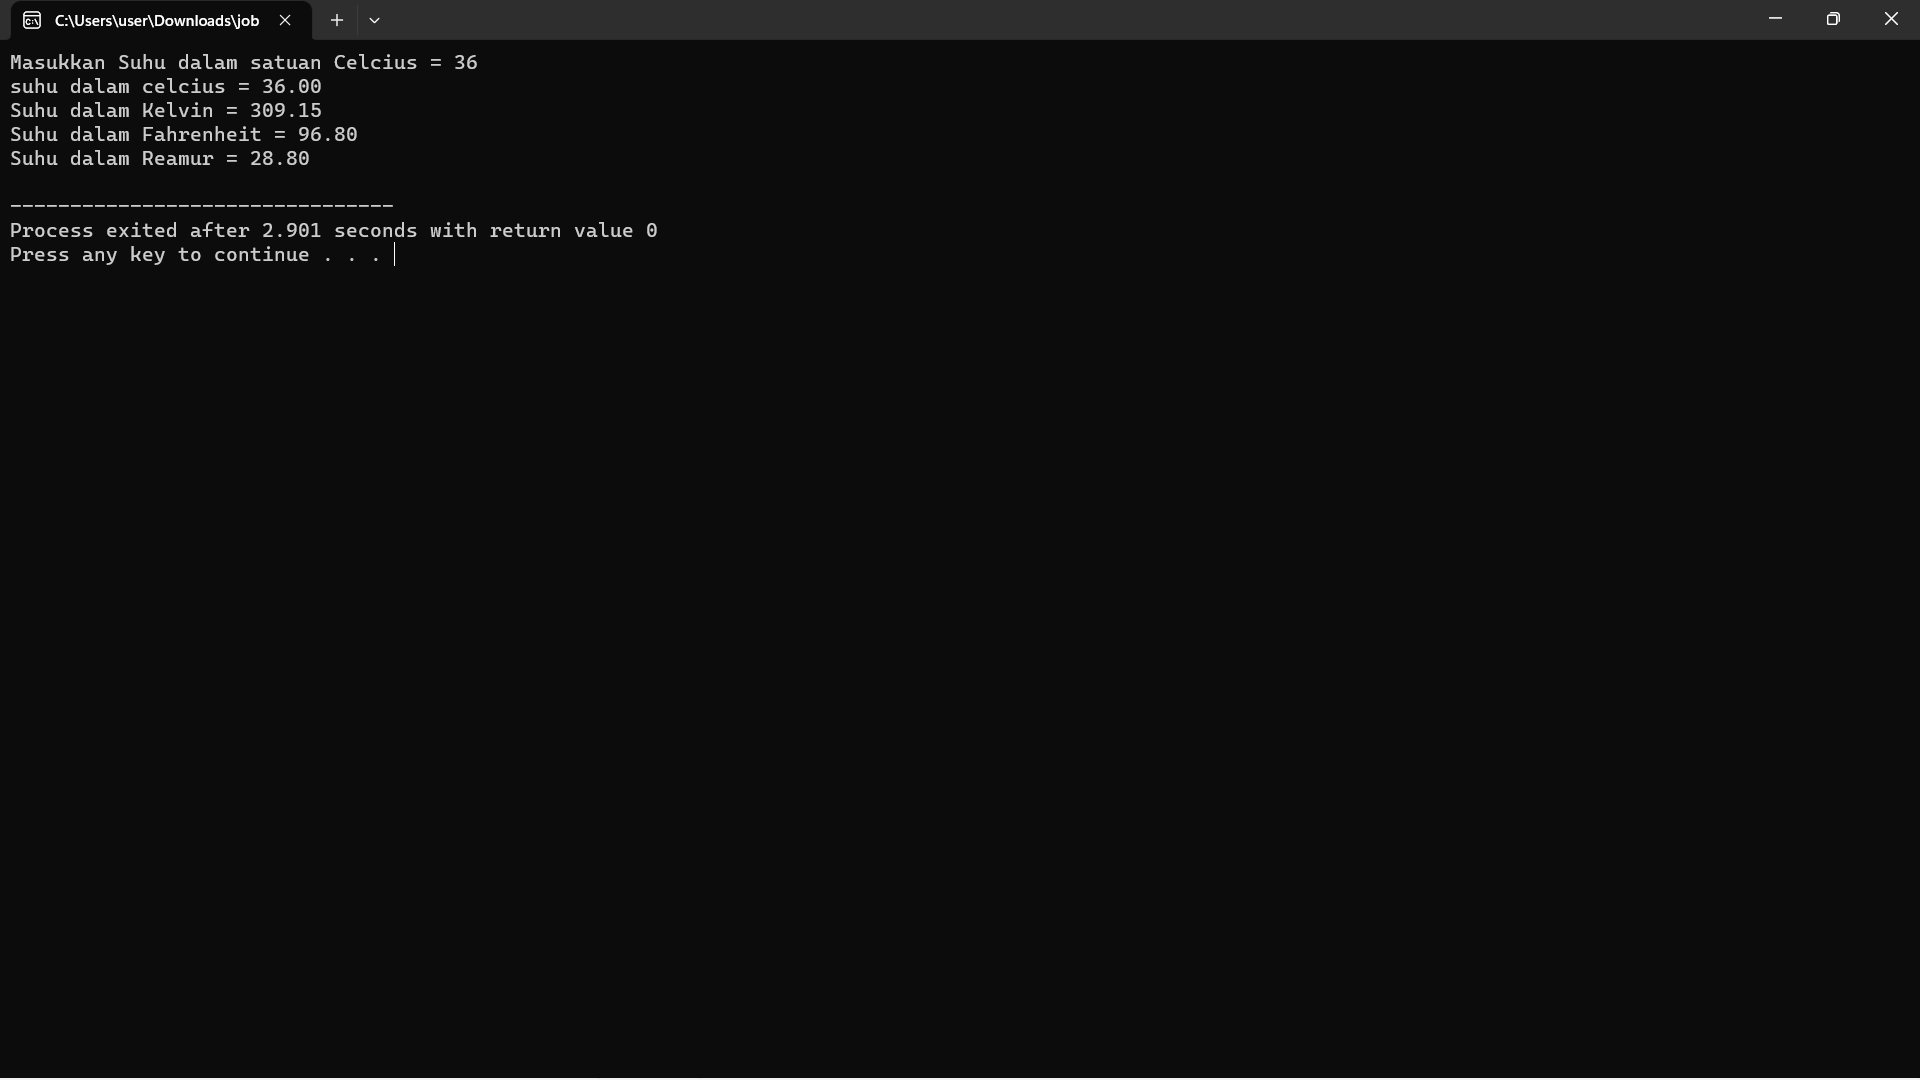 C:\Users\user\Downloads\job
Masukkan Suhu dalam satuan Celcius = 36
suhu dalam celcius = 36.00
Suhu dalam Kelvin = 309.15
Suhu dalam Fahrenheit = 96.80
Suhu dalam Reamur = 28.80
--------------------------------
Process exited after 2.901 seconds with return value 0
Press any key to continue . . .